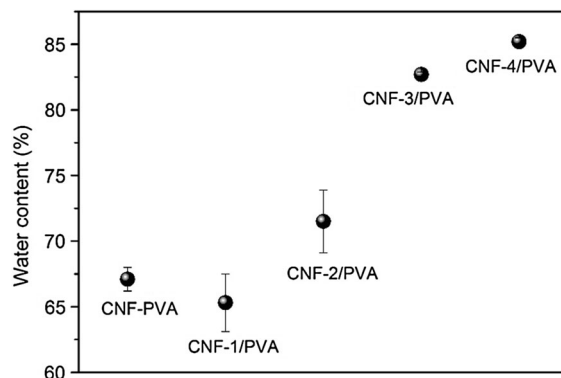 85
80
75
70
65
60
Water content (%)
CNF-PVA
CNF-1/PVA
CNF-2/PVA
CNF-3/PVA
CNF-4/PVA